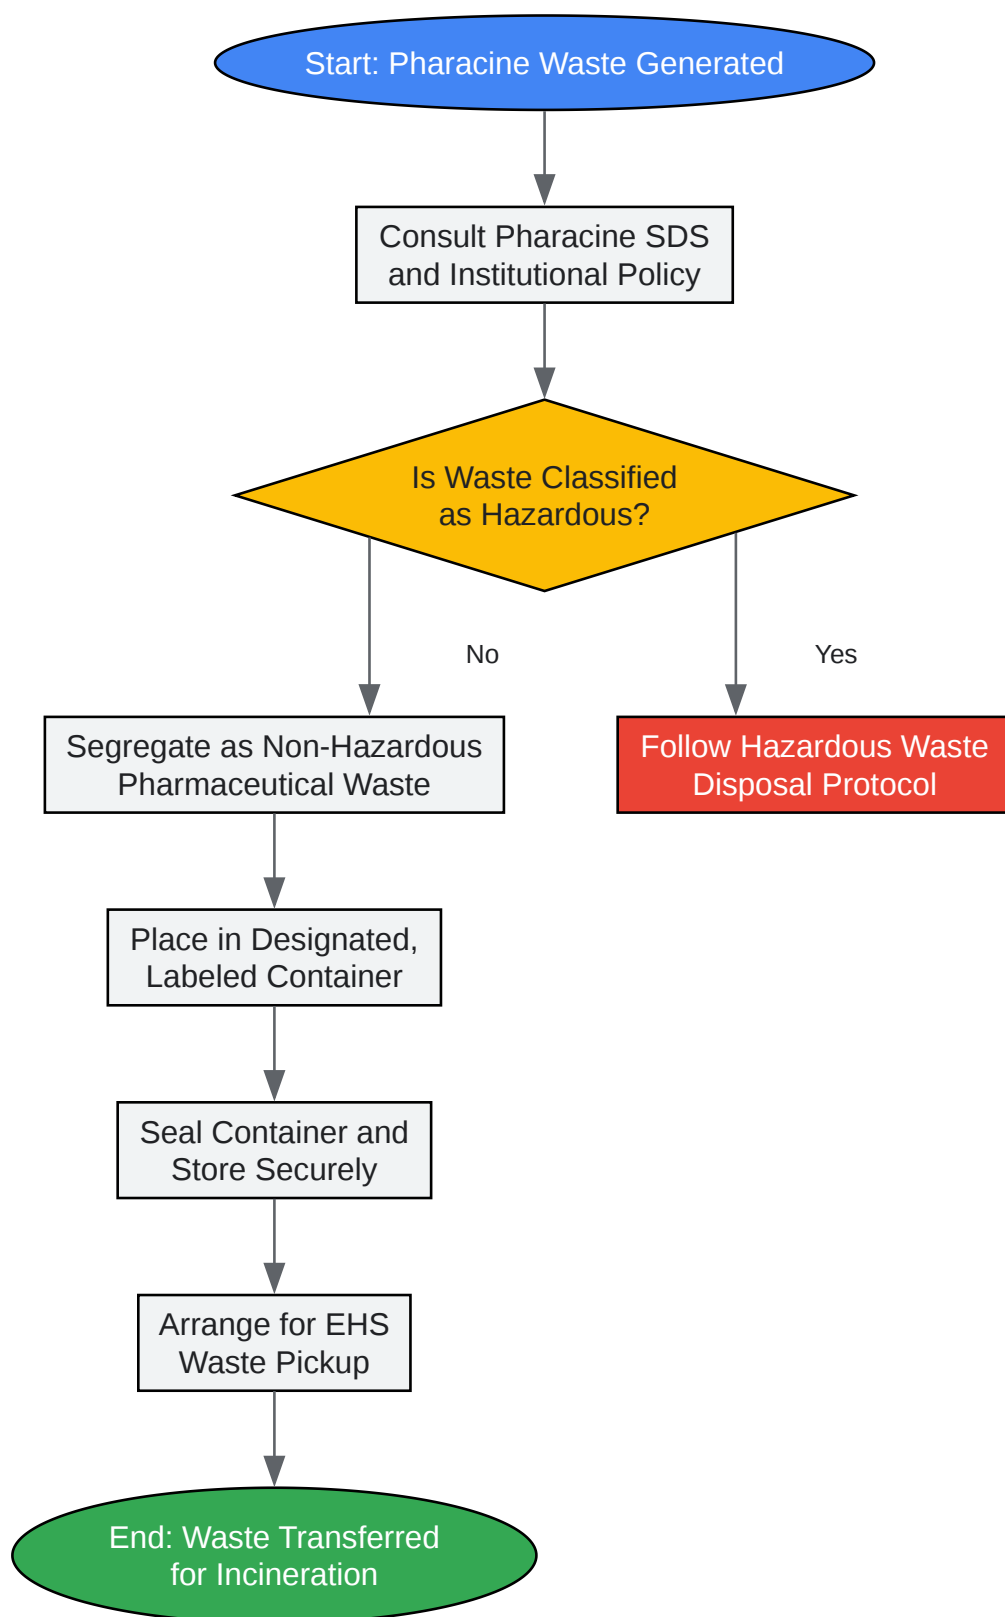 Start: Pharacine Waste Generated
Consult Pharacine SDS
and Institutional Policy
Is Waste Classified
as Hazardous?
No
Yes
Segregate as Non-Hazardous
Pharmaceutical Waste
Follow Hazardous Waste
Disposal Protocol
Place in Designated,
Labeled Container
Seal Container and
Store Securely
Arrange for EHS
Waste Pickup
End: Waste Transferred
for Incineration